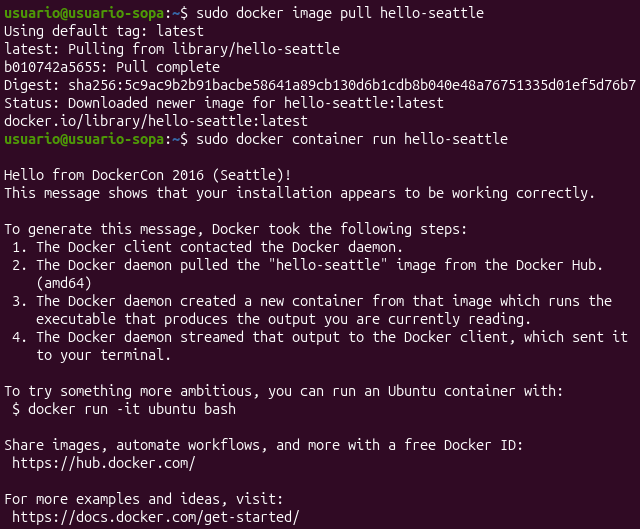 usuario@usuario-sopa:~$ sudo docker image pull hello-seattle
Using default tag: latest
latest: Pulling from library/hello-seattle
b010742a5655: Pull complete
Digest: sha256:5c9ac9b2b91bacbe58641a89cb130d6b1cdb8b040e48a76751335d01ef5d76b7
Status: Downloaded newer image for hello-seattle:latest
docker.io/library/hello-seattle:latest
usuario@usuario-sopa:~$ sudo docker container run hello-seattle

Hello from DockerCon 2016 (Seattle)!
This message shows that your installation appears to be working correctly.

To generate this message, Docker took the following steps:
 1. The Docker client contacted the Docker daemon.
 2. The Docker daemon pulled the "hello-seattle" image from the Docker Hub.
    (amd64)
 3. The Docker daemon created a new container from that image which runs the
    executable that produces the output you are currently reading.
 4. The Docker daemon streamed that output to the Docker client, which sent it
    to your terminal.

To try something more ambitious, you can run an Ubuntu container with:
 $ docker run -it ubuntu bash

Share images, automate workflows, and more with a free Docker ID:
 https://hub.docker.com/

For more examples and ideas, visit:
 https://docs.docker.com/get-started/